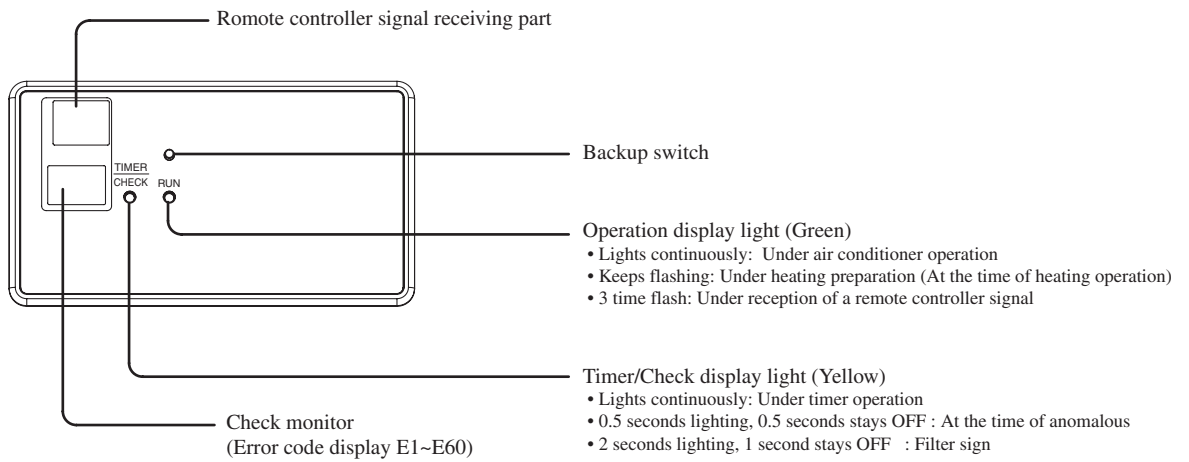 Romote controller signal receiving part
Backup switch
TIMER
CHECK RUN
Operation display light (Green)
• Lights continuously: Under air conditioner operation
• Keeps flashing: Under heating preparation (At the time of heating operation)
• 3 time flash: Under reception of a remote controller signal
Timer/Check display light (Yellow)
• Lights continuously: Under timer operation
• 0.5 seconds lighting, 0.5 seconds stays OFF : At the time of anomalous
• 2 seconds lighting, 1 second stays OFF : Filter sign
Check monitor
(Error code display E1~E60)